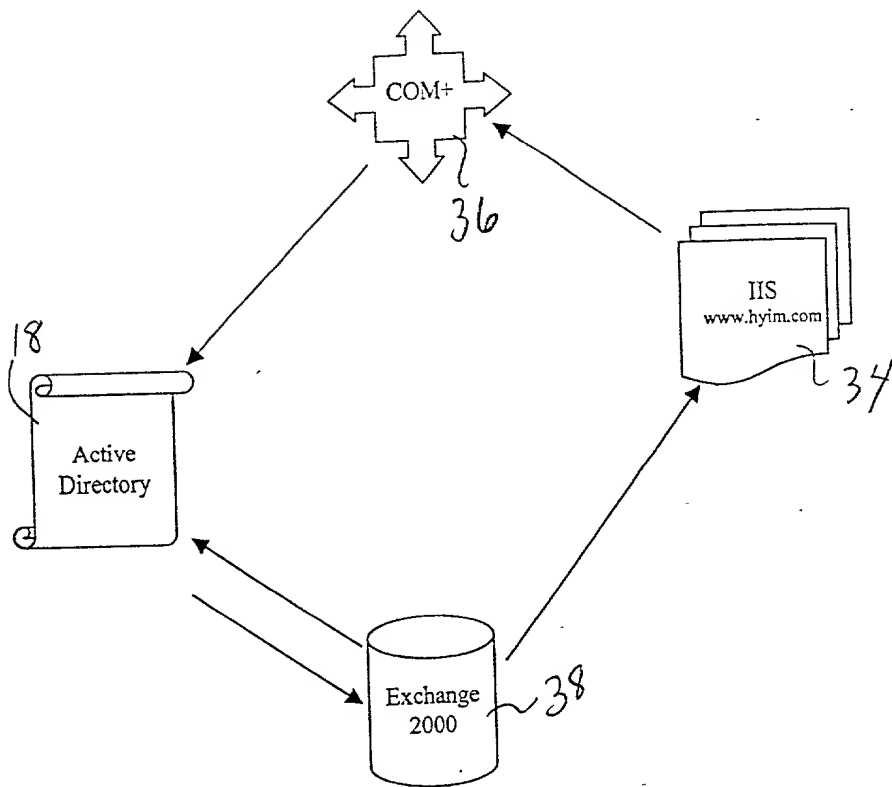 COM+
36
IIS
www.hyim.com
34
18
Active
Directory
Exchange
2000
38